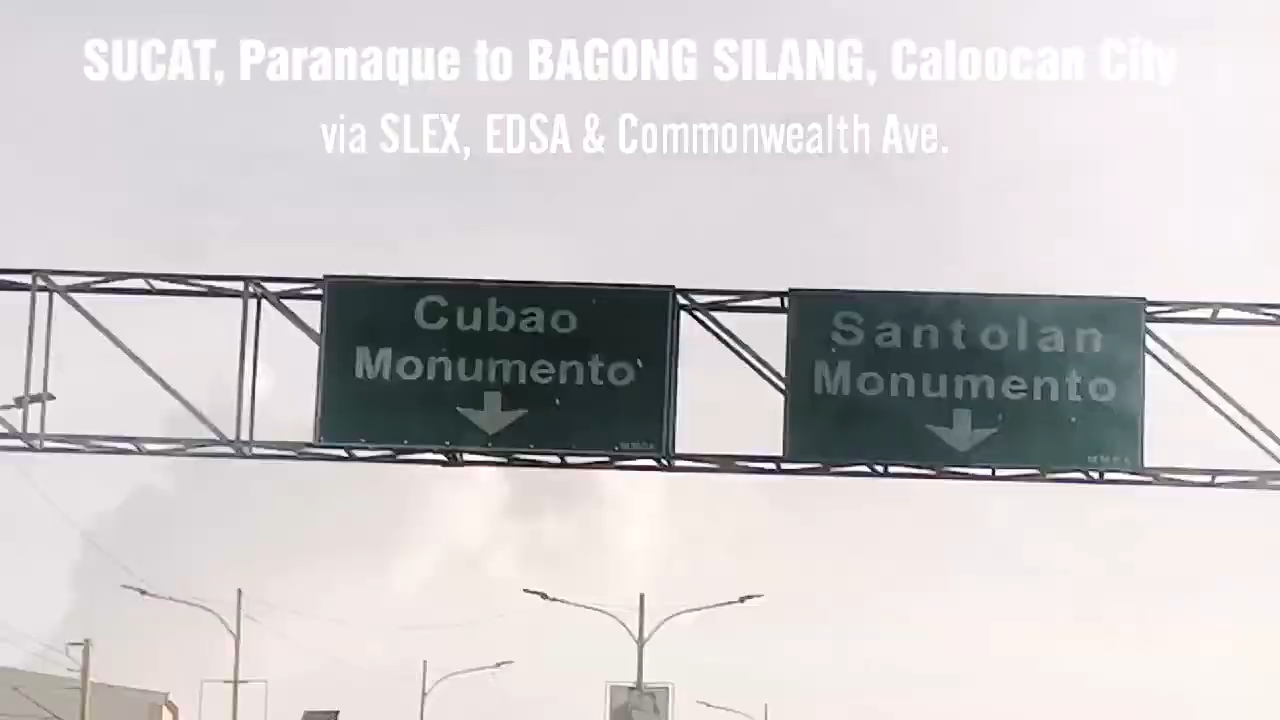 SUCAT, Paranaque to BAGONG SILANG, Caloocan City
via SLEX, EDSA & Commonwealth Ave.
Cubao
Monumento
Santolan
Monumento